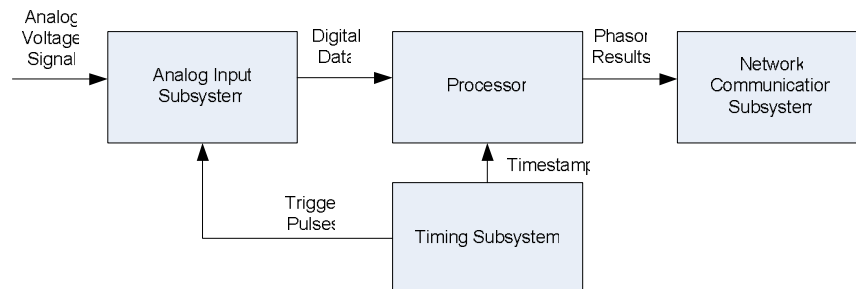 Analog
Voltage
Signal
Analog Input
Subsystem
Digital
Data
Processor
Phasor
Results
Network
Communication
Subsystem
Timestamp
Trigger
Pulses
Timing Subsystem